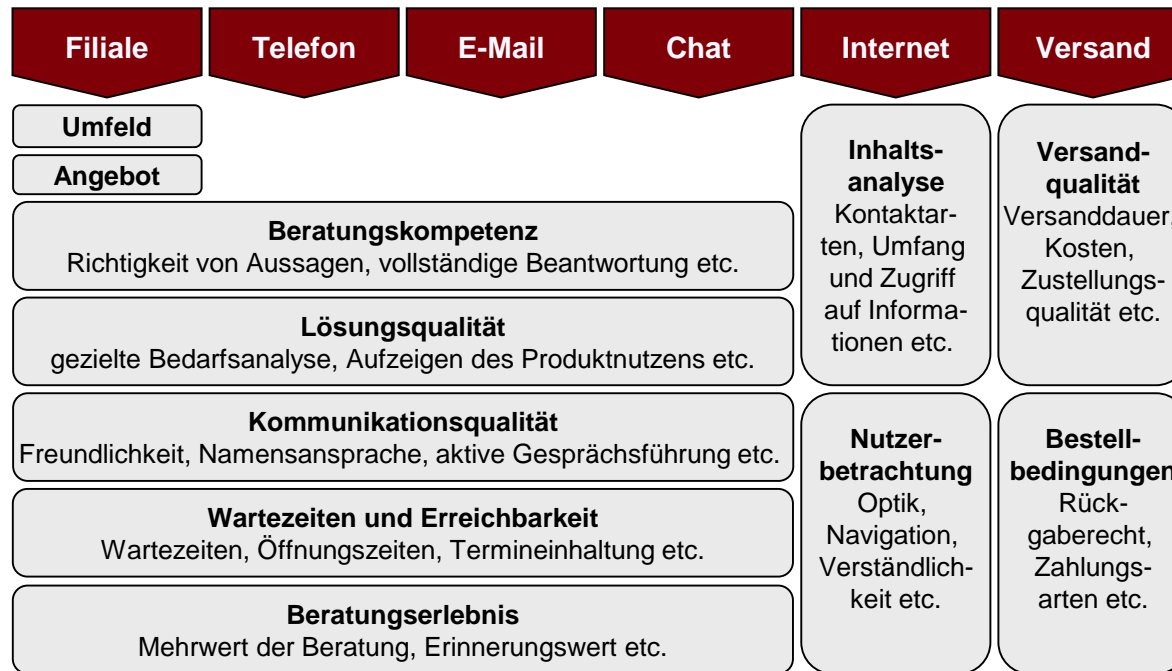 Filiale
Telefon
E-Mail
Chat
Internet
Versand
Umfeld
Angebot
Beratungskompetenz
Richtigkeit von Aussagen, vollständige Beantwortung etc.
Lösungsqualität
gezielte Bedarfsanalyse, Aufzeigen des Produktnutzens etc.
Kommunikationsqualität
Freundlichkeit, Namensansprache, aktive Gesprächsführung etc.
Wartezeiten und Erreichbarkeit
Wartezeiten, Öffnungszeiten, Termineinhaltung etc.
Beratungserlebnis
Mehrwert der Beratung, Erinnerungswert etc.
Inhalts-
analyse
Kontaktar-
ten, Umfang
und Zugriff
auf Informa-
tionen etc.
Nutzer-
betrachtung
Optik,
Navigation,
Verständlich-
keit etc.
Versand-
qualität
Versanddauer,
Kosten,
Zustellungs-
qualität etc.
Bestell-
bedingungen
Rück-
gaberecht,
Zahlungs-
arten etc.